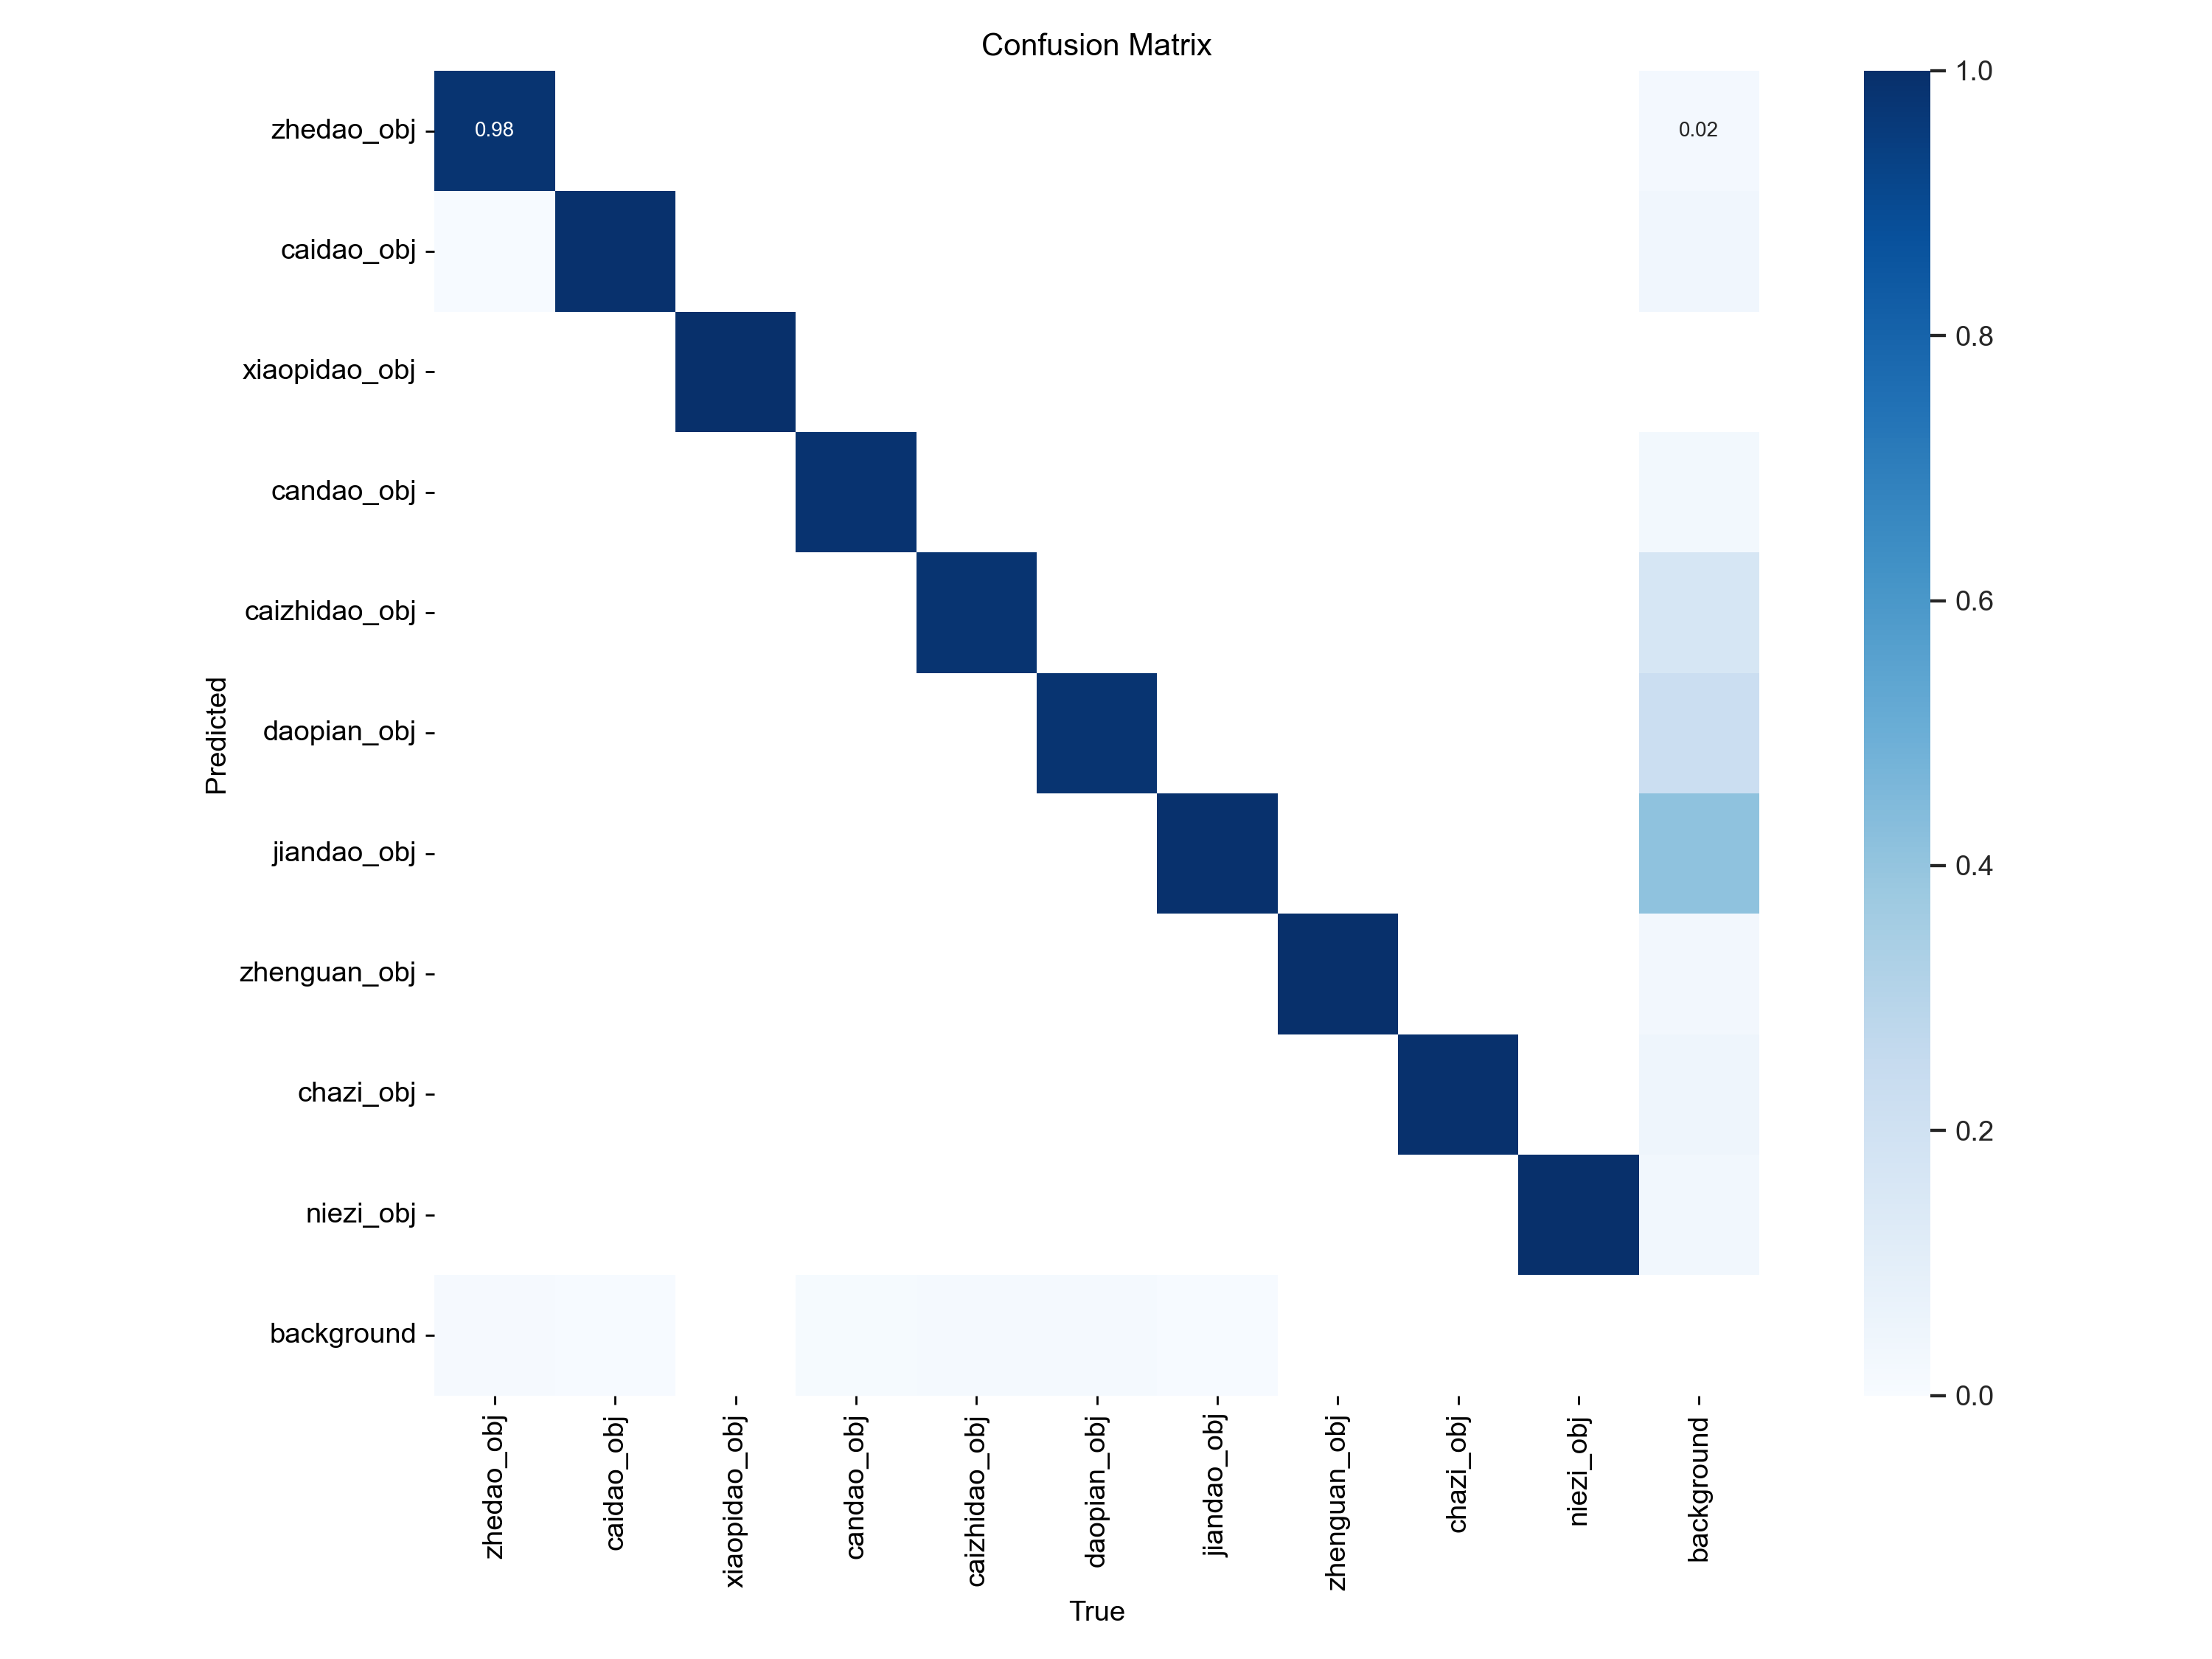 Confusion Matrix
zhedao_obj
0.98
0.02
caidao_obj
xiaopidao_obj
candao_obj
caizhidao_obj
daopian_obj
jiandao_obj
zhenguan_obj
chazi_obj
niezi_obj
background
Predicted
zhedao_obj
caidao_obj
xiaopidao_obj
candao_obj
caizhidao_obj
daopian_obj
jiandao_obj
zhenguan_obj
chazi_obj
niezi_obj
background
True
1.0
0.8
0.6
0.4
0.2
0.0